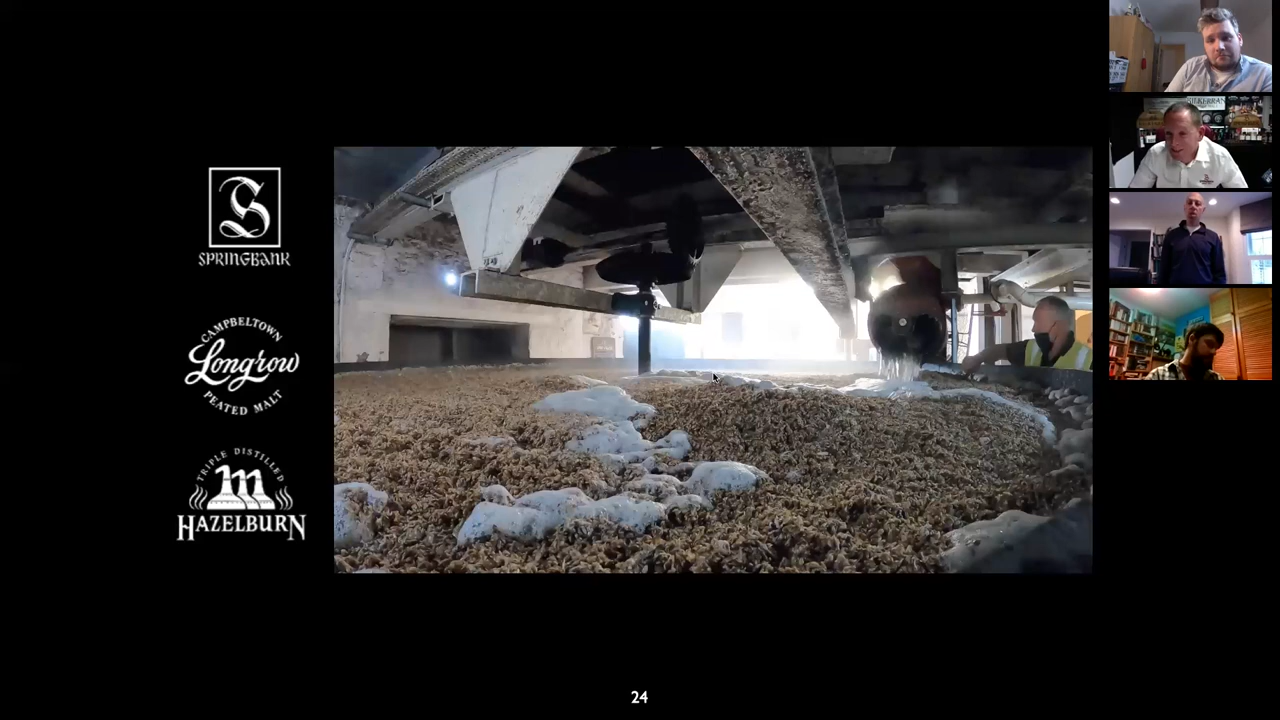 SPRINGBANK
CAMPBELTOWN
Longrow
PEATED MALT
TRIPLE DISTILLED
HAZELBURN
24